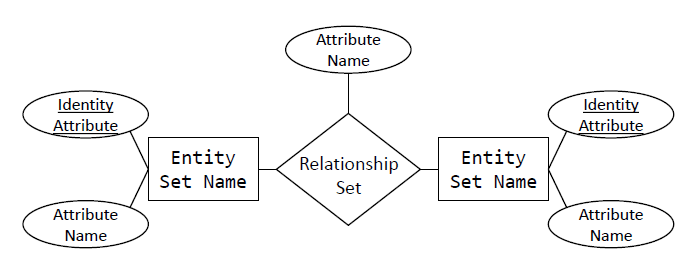 Attribute
Name
Identity
Attribute
Entity
Set Name
Attribute
Name
Relationship
Set
Entity
Set Name
Identity
Attribute
Attribute
Name